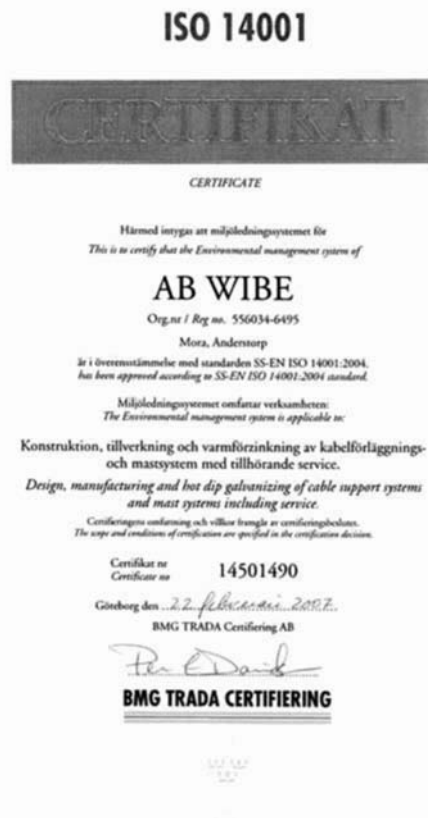 ISO 14001
CERTIFIKAT
CERTIFICATE
Härmed intygas att miljöledningssystemet för
This is to certify that the Environmental management system of
AB WIBE
Org.nr / Reg no. 556034-6495
Mora, Anderstorp
är i överensstämmelse med standarden SS-EN ISO 14001:2004.
has been approved according to SS-EN ISO 14001:2004 standard.
Miljöledningssystemet omfattar verksamheten:
The Environmental management system is applicable to:
Konstruktion, tillverkning och varmförzinkning av kabelförläggnings-
och mastsystem med tillhörande service.
Design, manufacturing and hot dip galvanizing of cable support systems
and mast systems including service.
Certifieringens omfattning och villkor framgår av certifieringsbeslutet.
The scope and conditions of certification are specified in the certification decision.
Certifikat nr
Certificate no 14501490
Göteborg den 22 februari 2007
BMG TRADA Certifiering AB
BMG TRADA CERTIFIERING